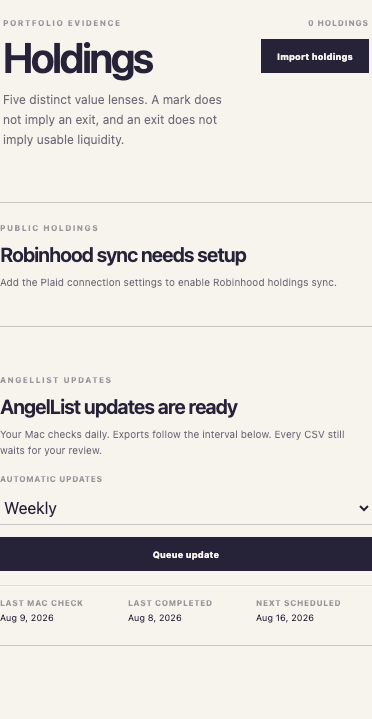 PORTFOLIO EVIDENCE
0 HOLDINGS
Holdings
Import holdings
Five distinct value lenses. A mark does
not imply an exit, and an exit does not
imply usable liquidity.
PUBLIC HOLDINGS
Robinhood sync needs setup
Add the Plaid connection settings to enable Robinhood holdings sync.
ANGELLIST UPDATES
AngelList updates are ready
Your Mac checks daily. Exports follow the interval below. Every CSV still
waits for your review.
AUTOMATIC UPDATES
Weekly
Queue update
LAST MAC CHECK
Aug 9, 2026
LAST COMPLETED
Aug 8, 2026
NEXT SCHEDULED
Aug 16, 2026